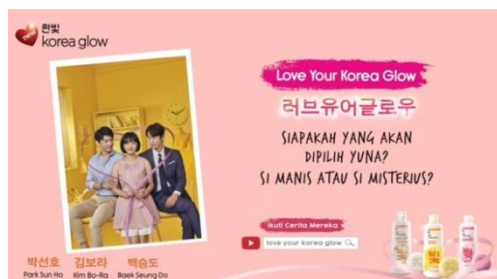 한빛
korea glow
Love Your Korea Glow
러브유어글로우
SIAPAKAH YANG AKAN
DIPILIH YUNA?
SI MANIS ATAU SI MISTERIUS?
Ikuti Cerita Mereka
love your korea glow
박선호 김보라 백승도
Park Sun Ho Kim Bo-Ra Baek Seung Do